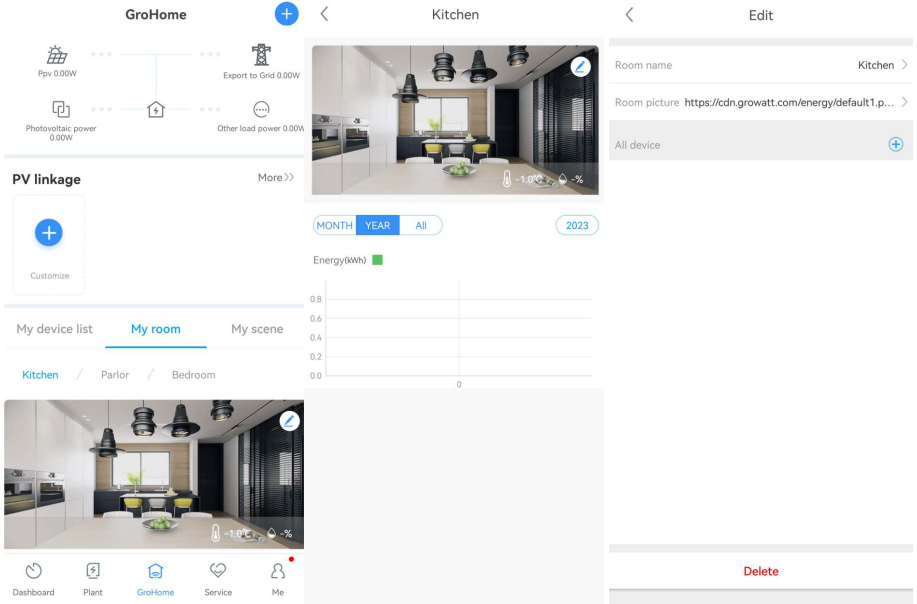 GroHome
Ppv 0.00W
Export to Grid 0.00W
Photovoltaic power
0.00W
Other load power 0.00W
PV linkage
More
Customize
My device list
My room
My scene
Kitchen / Parlor / Bedroom
-1.0℃
-%
Dashboard
Plant
GroHome
Service
Me
Kitchen
-1.0℃
-%
MONTH
YEAR
All
2023
Energy(kWh)
0.8
0.6
0.4
0.2
0.0
0
Edit
Room name
Kitchen
Room picture
https://cdn.growatt.com/energy/default1.p...
All device
Delete